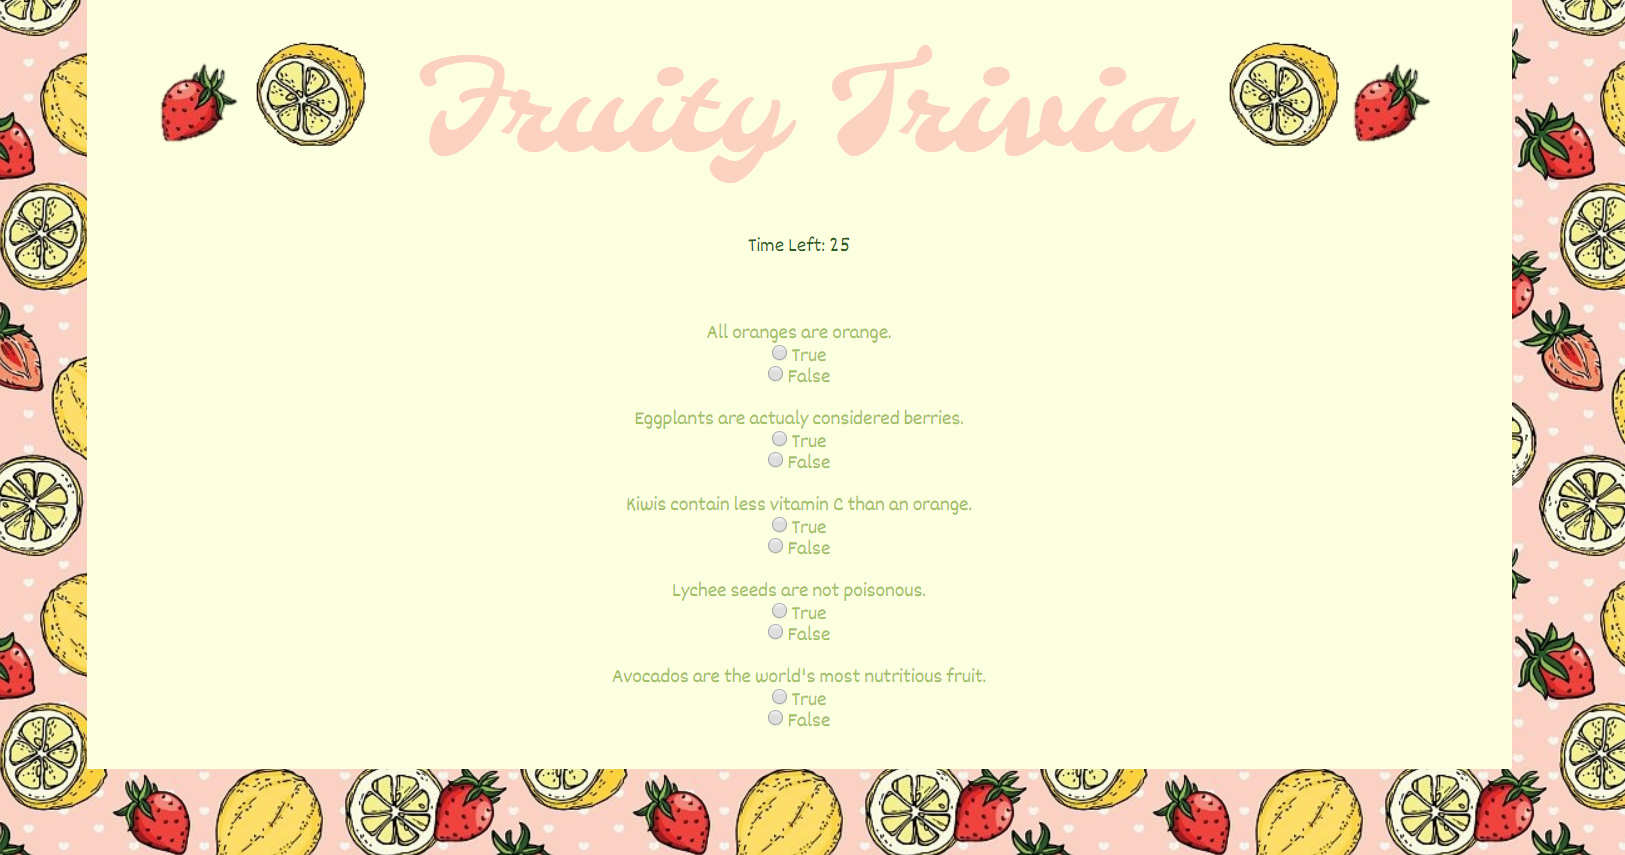 Fruity Trivia
Time Left: 25
All oranges are orange.
True
False
Eggplants are actualy considered berries.
True
False
Kiwis contain less vitamin C than an orange.
True
False
Lychee seeds are not poisonous.
True
False
Avocados are the world's most nutritious fruit.
True
False